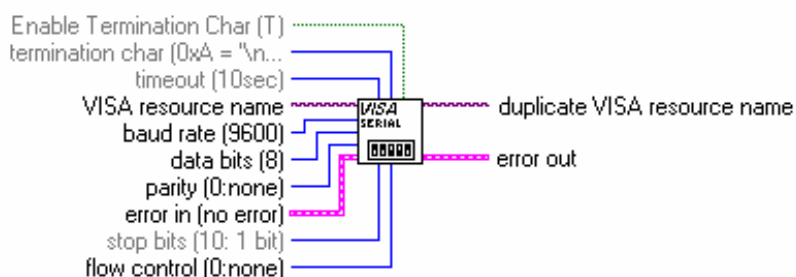 Enable Termination Char (T)
termination char (0xA = '\n...
timeout (10sec)
VISA resource name
VISA
SERIAL
duplicate VISA resource name
baud rate (9600)
data bits (8)
parity (0:none)
error out
error in (no error)
stop bits (10: 1 bit)
flow control (0:none)